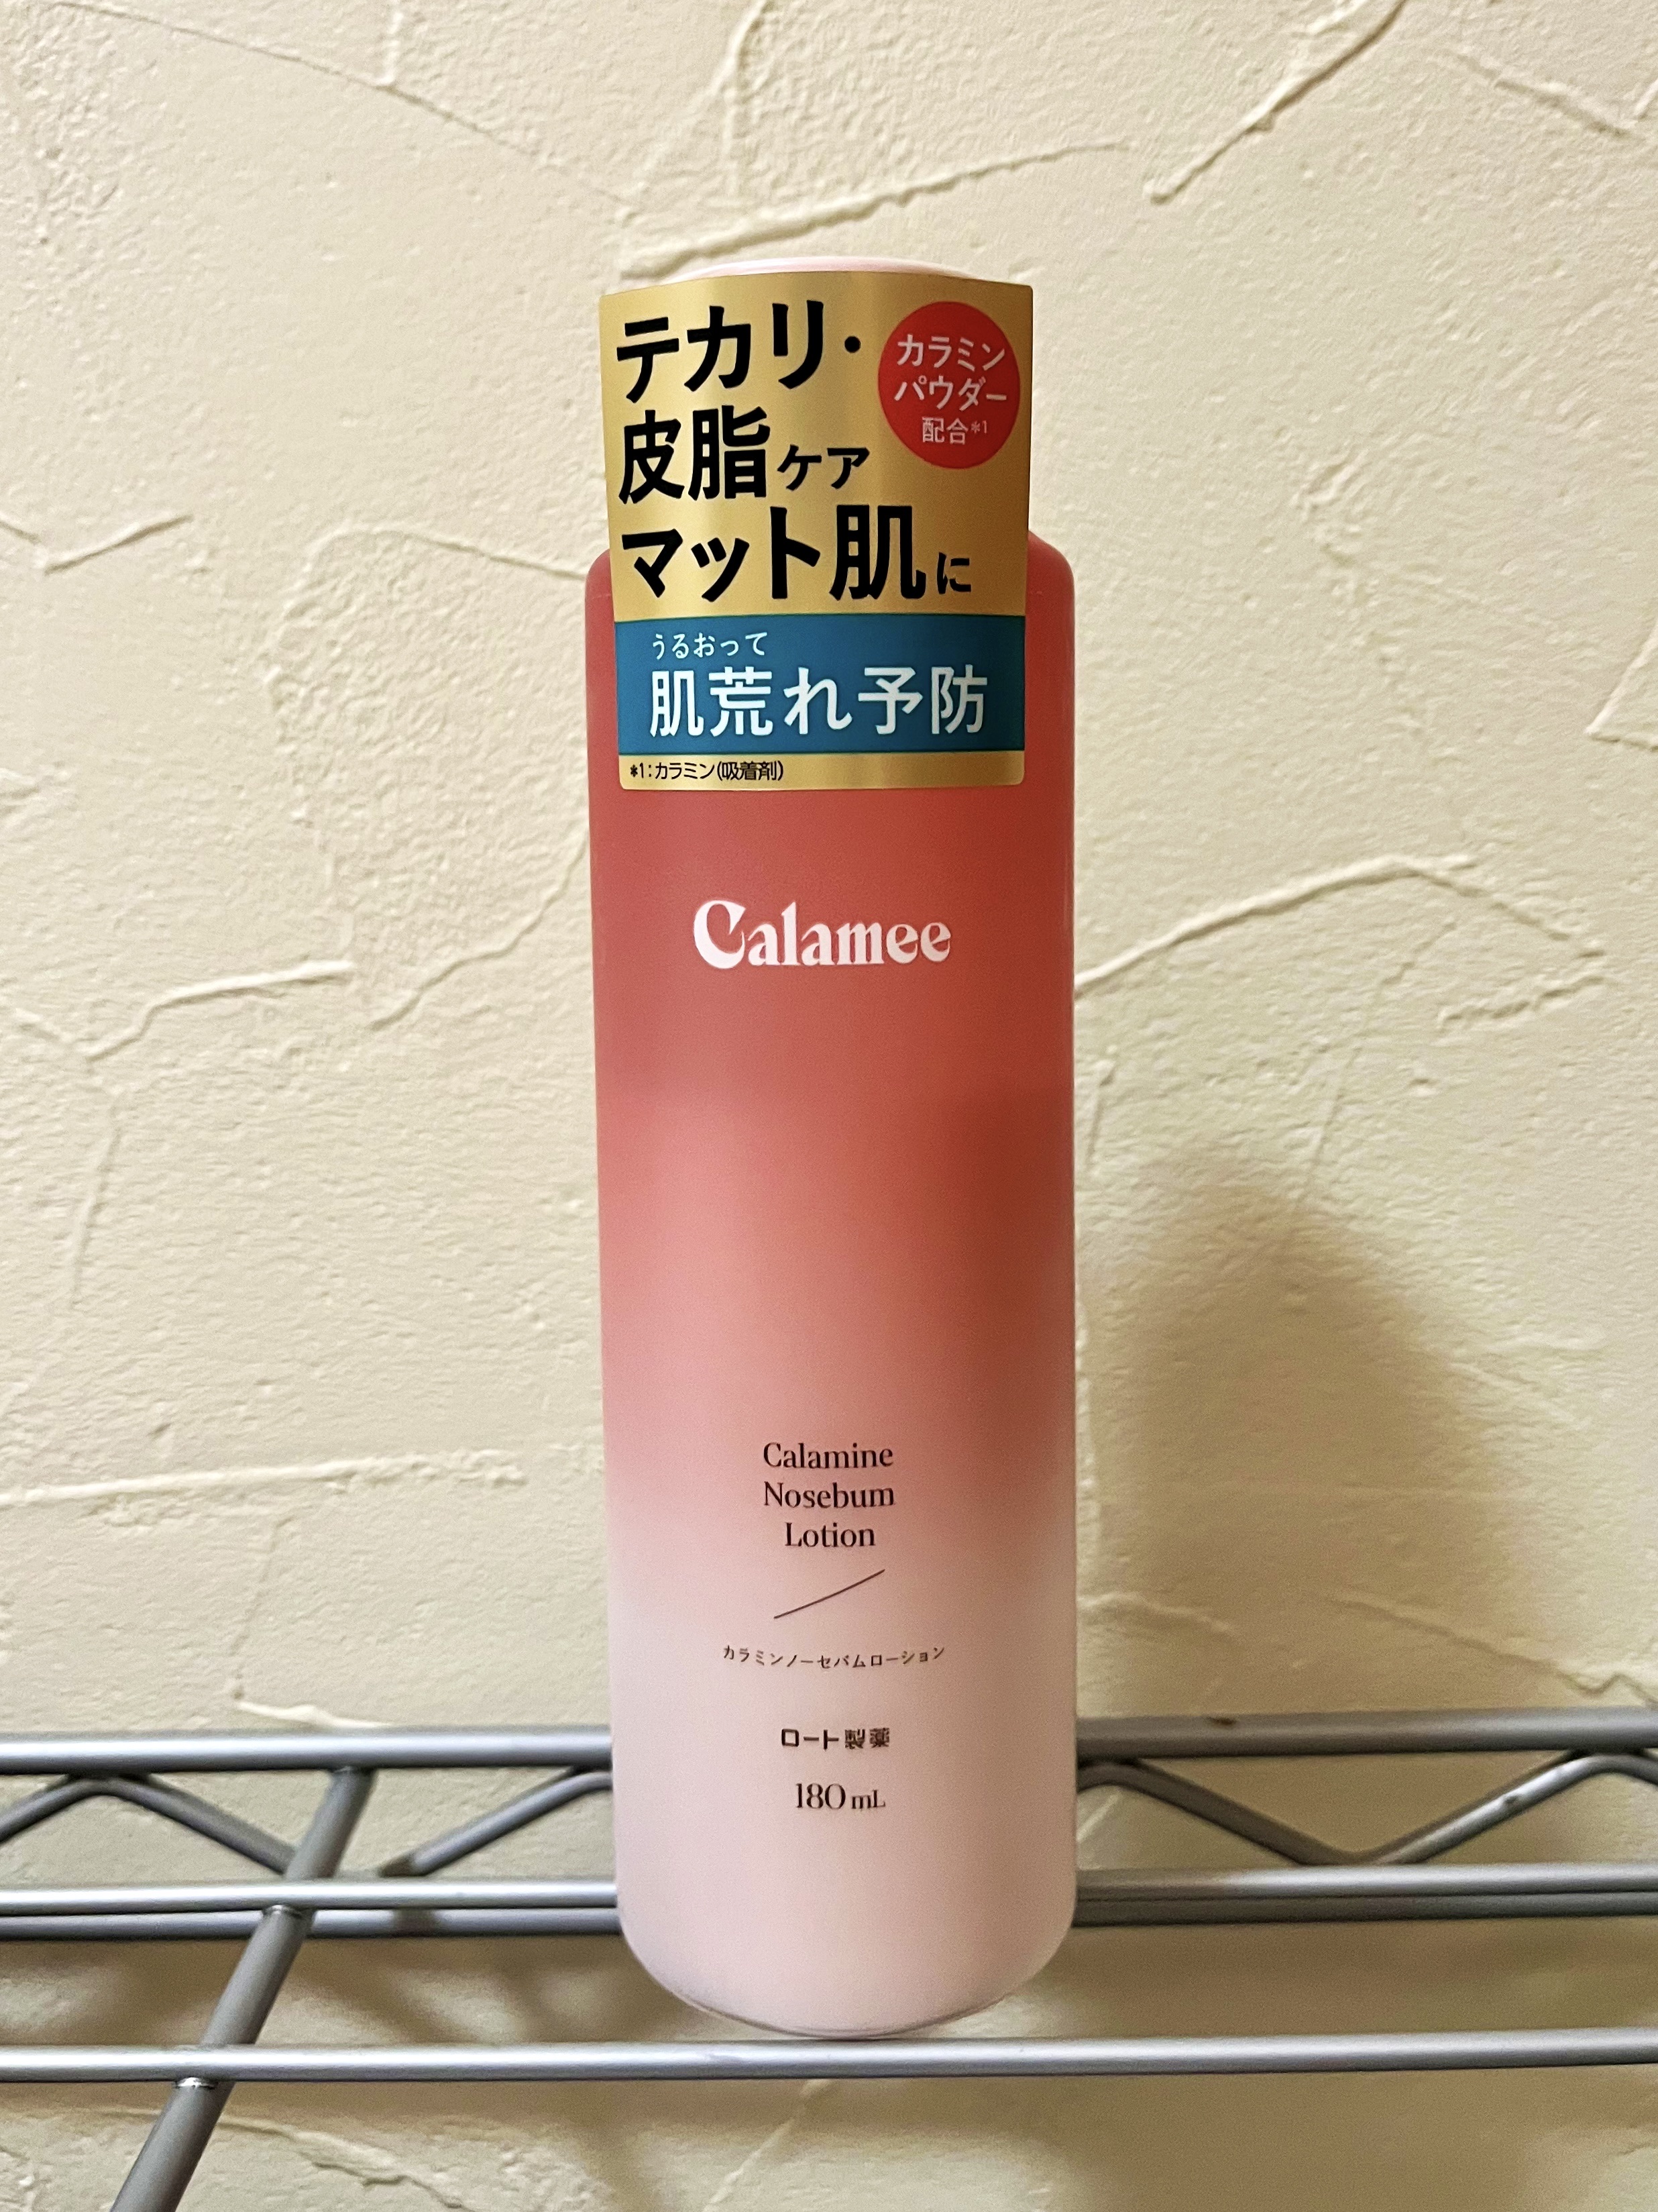 テカリ・
皮脂ケア
マット肌に
カラミン
パウダー
配合*1
うるおって
肌荒れ予防
*1:カラミン(吸着剤)
Calamee
Calamine
Nosebum
Lotion
カラミンノーセバムローション
ロート製薬
180mL